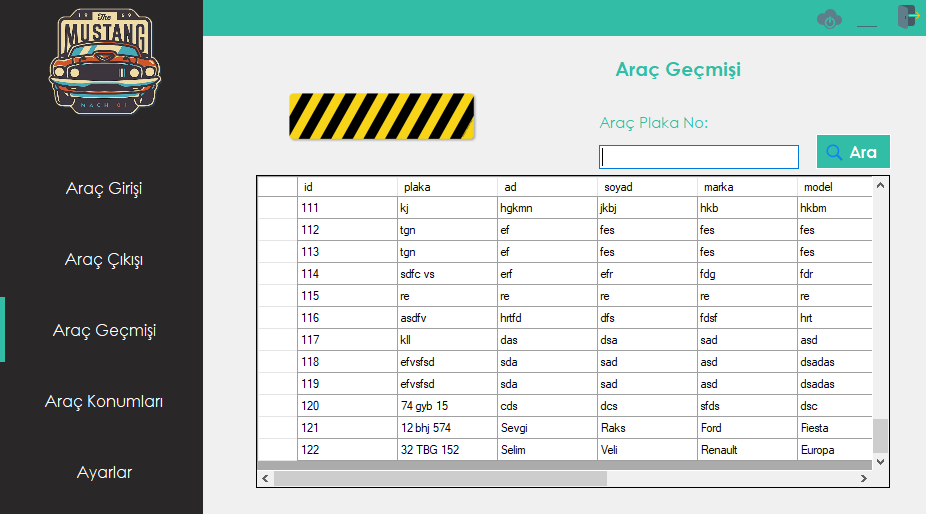 1969
The
MUSTANG
MACH 01
Araç Girişi
Araç Çıkışı
Araç Geçmişi
Araç Konumları
Ayarlar
Araç Geçmişi
Araç Plaka No:
Ara
id plaka ad soyad marka model
111 kj hgkmn jkbj hkb hkbm
112 tgn ef fes fes fes
113 tgn ef fes fes fes
114 sdfc vs erf efr fdg fdr
115 re re re re re
116 asdfv hrtfd dfs fdsf hrt
117 kll das dsa sad asd
118 efvsfsd sda sad asd dsadas
119 efvsfsd sda sad asd dsadas
120 74 gyb 15 cds dcs sfds dsc
121 12 bhj 574 Sevgi Raks Ford Fiesta
122 32 TBG 152 Selim Veli Renault Europa